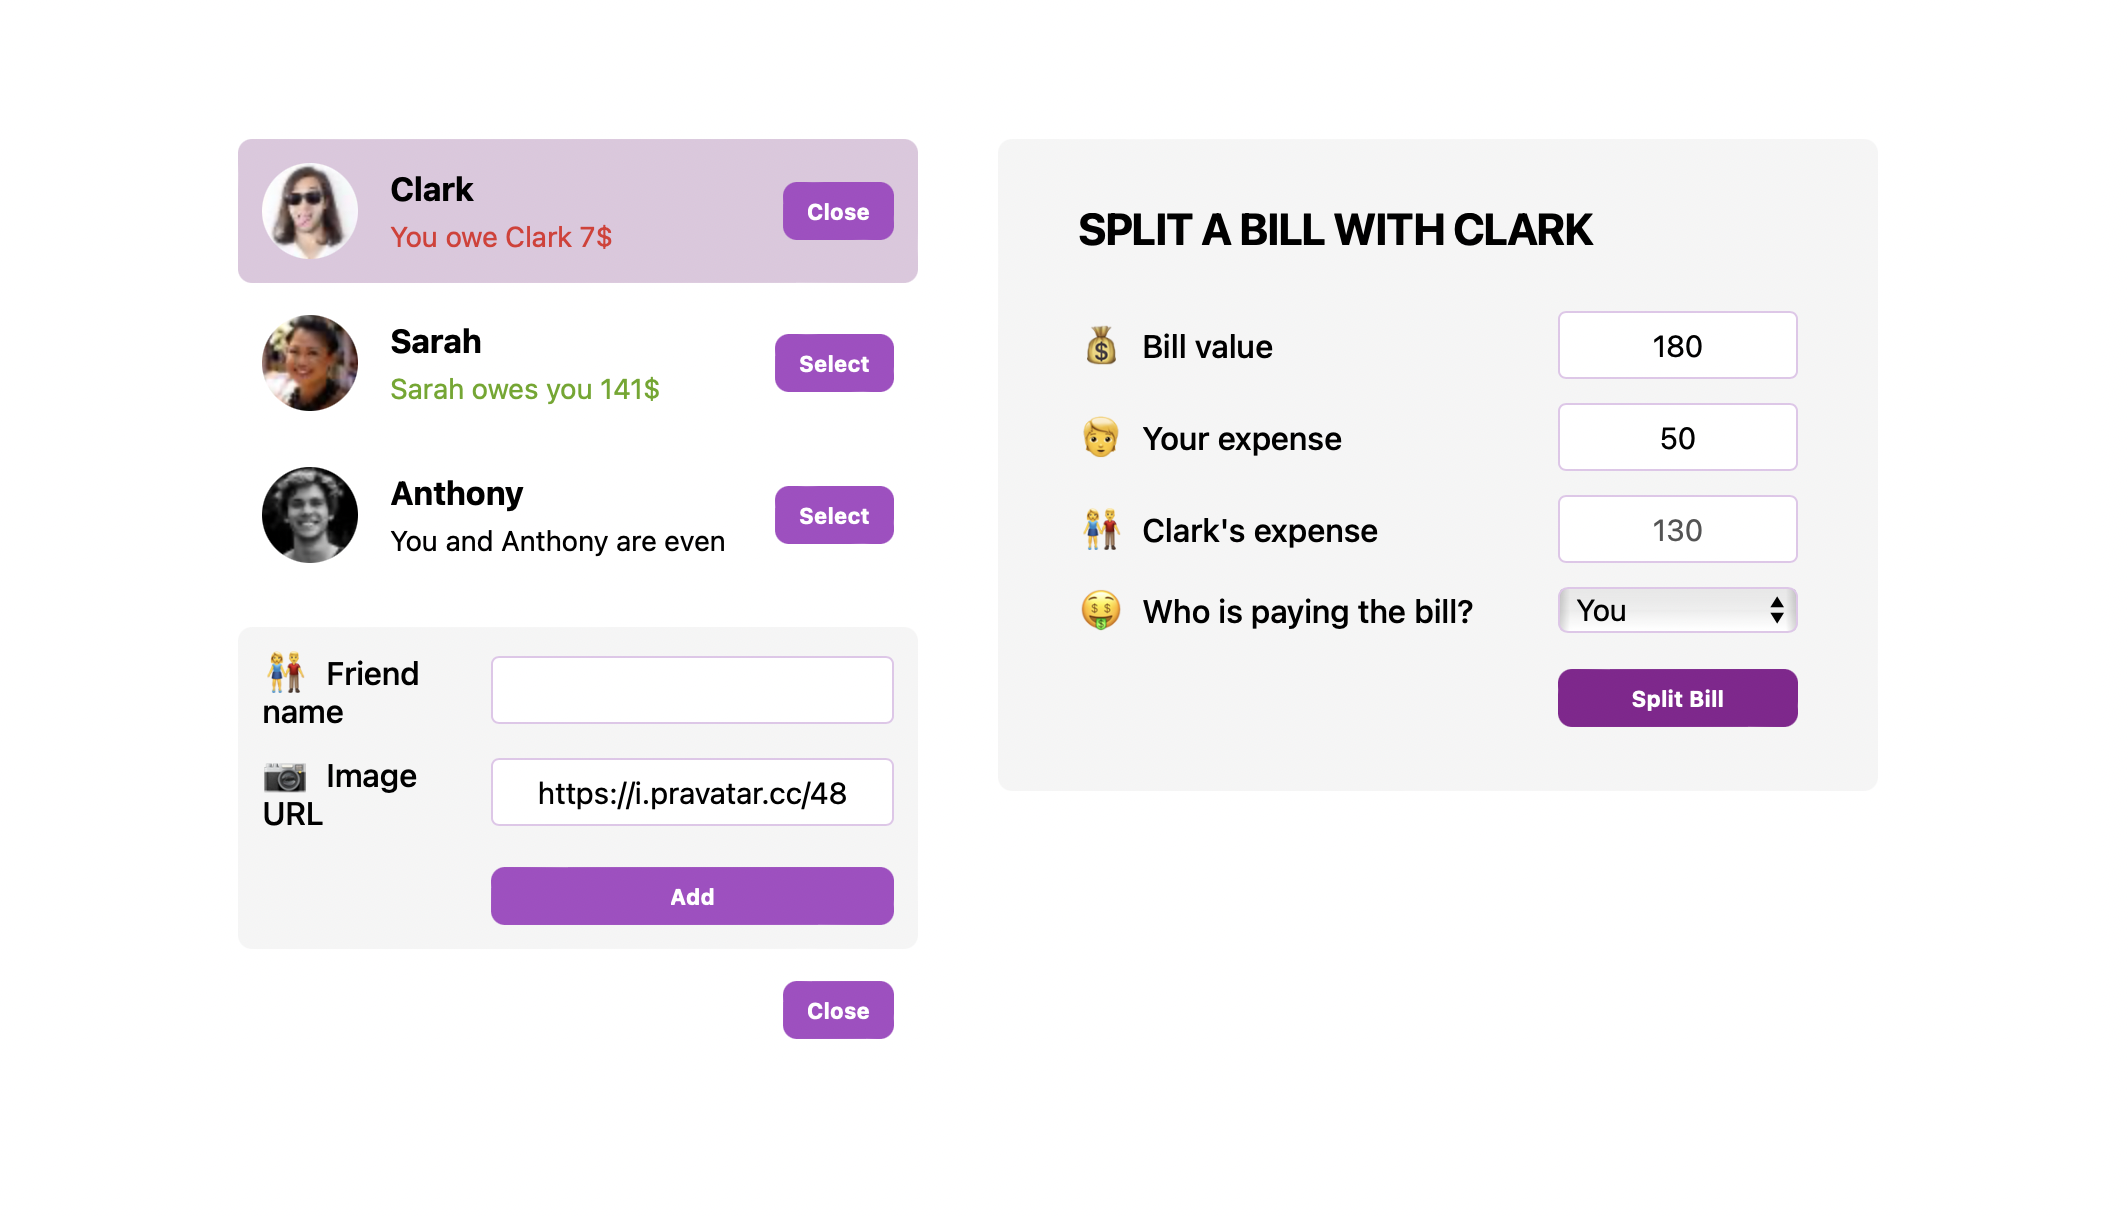 Clark
You owe Clark 7$
Close
Sarah
Sarah owes you 141$
Select
Anthony
You and Anthony are even
Select
Friend
name
Image
URL
https://i.pravatar.cc/48
Add
Close
SPLIT A BILL WITH CLARK
Bill value
180
Your expense
50
Clark's expense
130
Who is paying the bill?
You
Split Bill